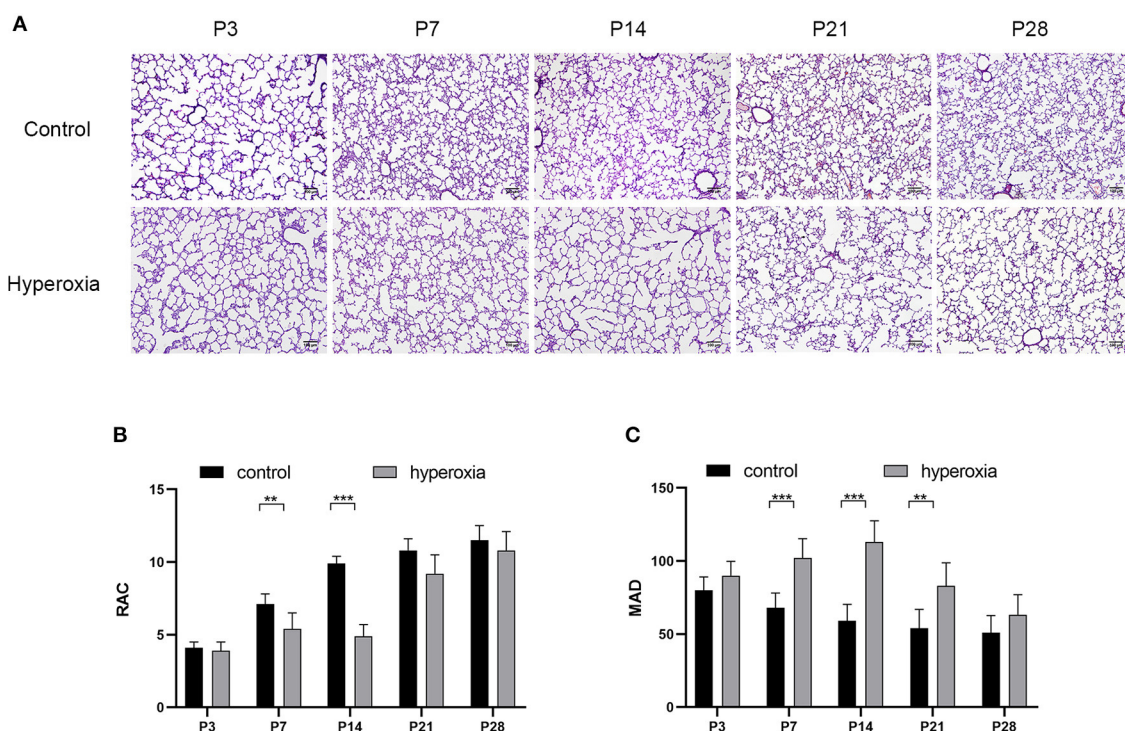 A
P3 P7 P14 P21 P28
Control
Hyperoxia
B
control hyperoxia
** ***
15
10
5
0
RAC
P3 P7 P14 P21 P28
C
control hyperoxia
*** *** **
150
100
50
0
MAD
P3 P7 P14 P21 P28